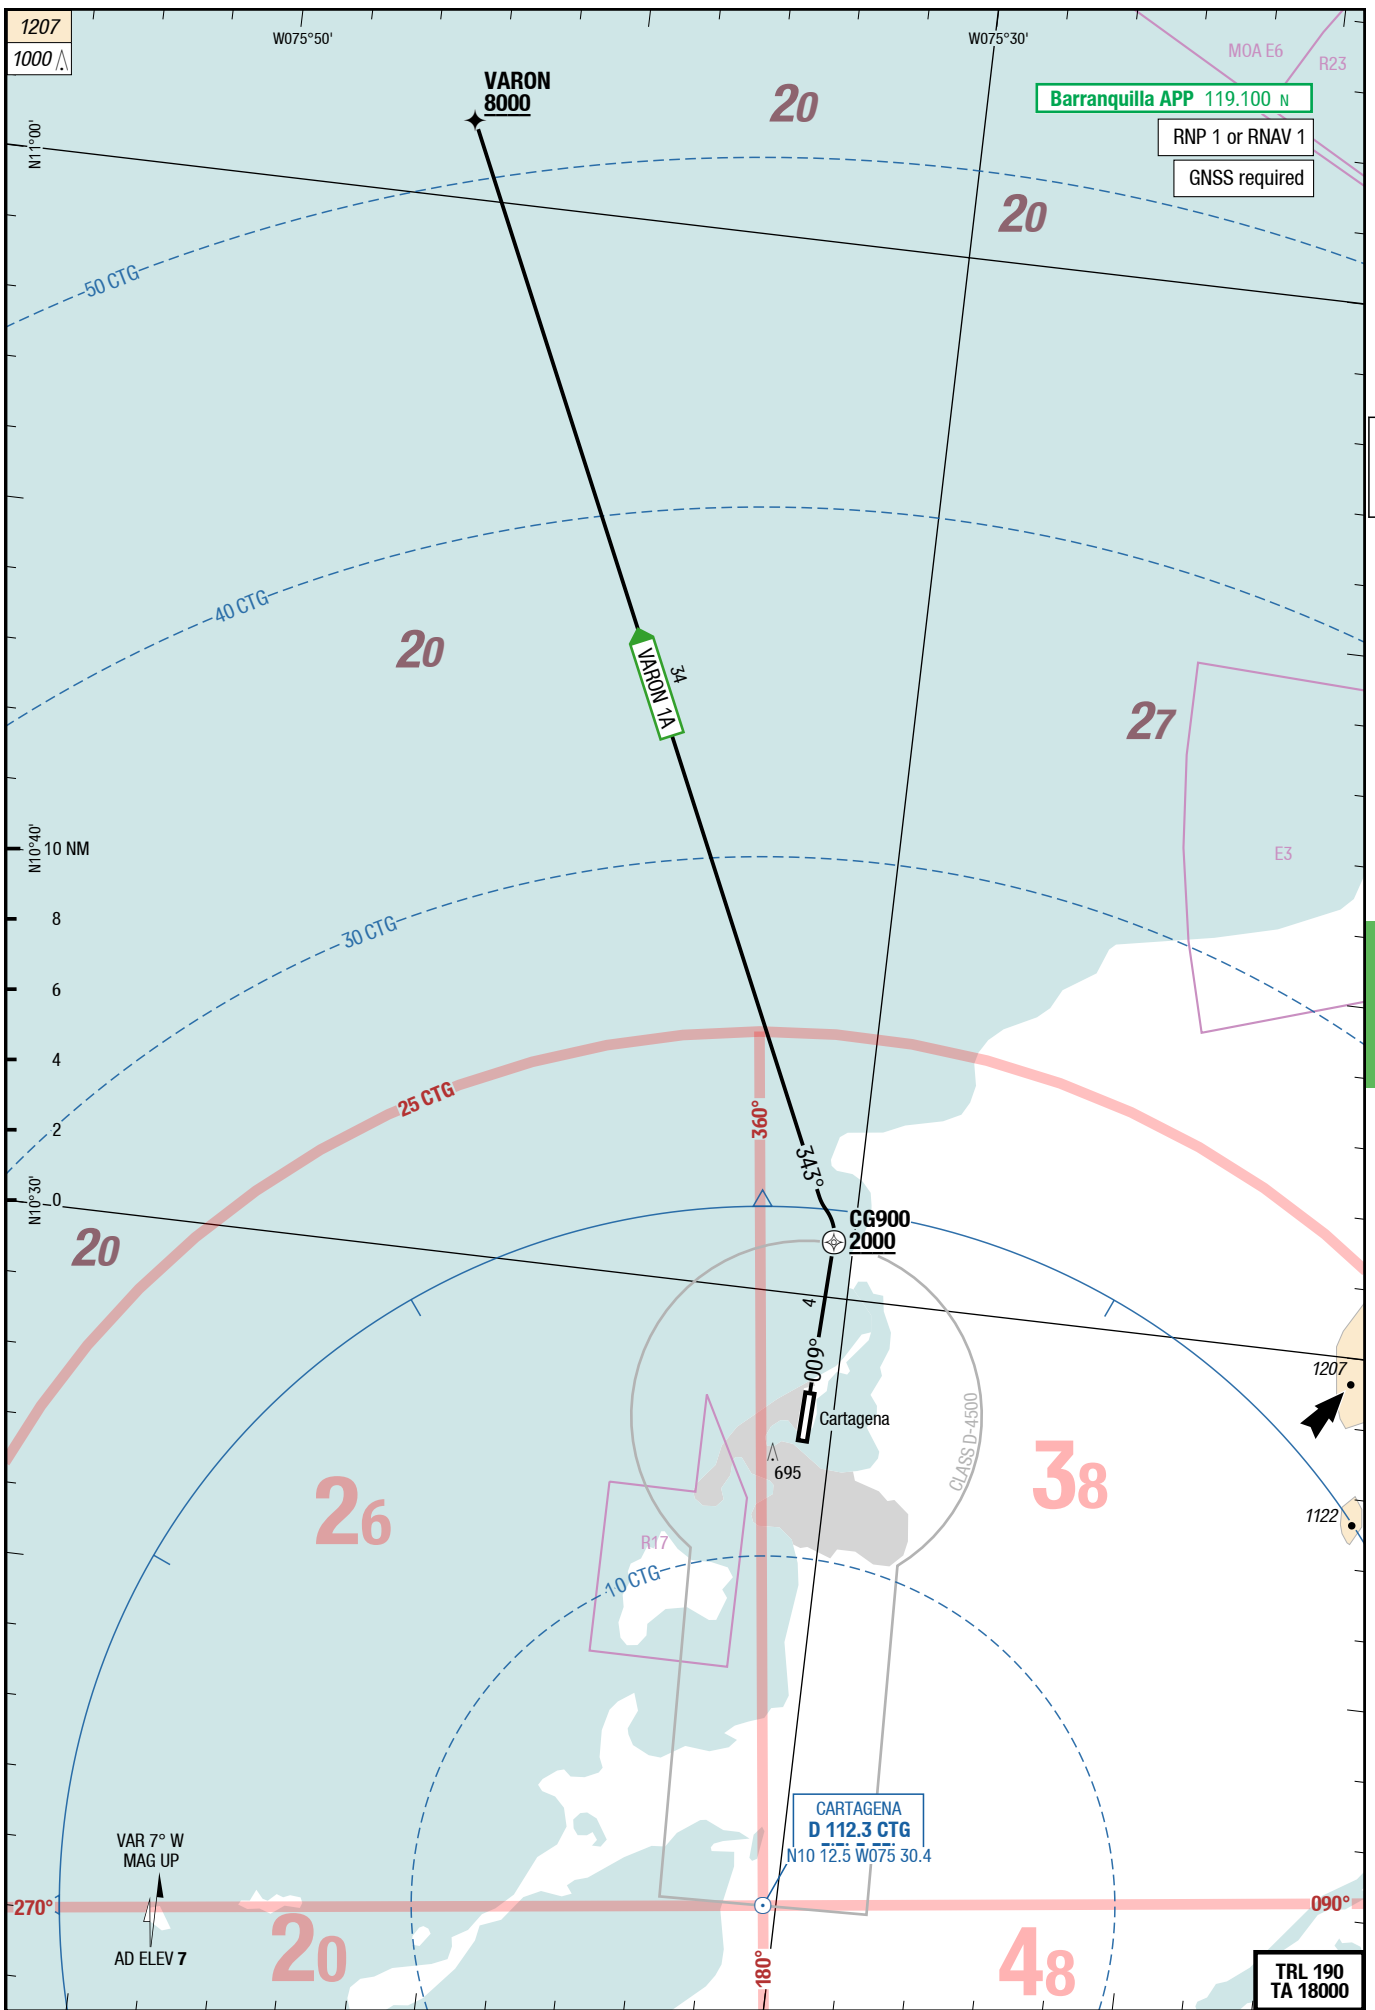 1207
1000
W075°50'
W075°30'
MOA E6
R23
VARON
8000
20
Barranquilla APP 119.100 N
RNP 1 or RNAV 1
GNSS required
N11°00'
20
50 CTG
40 CTG
20
VARON 1A
34
27
N10°40'
10 NM
E3
8
30 CTG
6
4
25 CTG
360°
2
343°
N10°30'
0
CG900
2000
20
4
009°
1207
Cartagena
CLASS D-4500
695
38
26
1122
R17
10 CTG
CARTAGENA
D 112.3 CTG
N10 12.5 W075 30.4
VAR 7° W
MAG UP
270°
090°
AD ELEV 7
20
180°
48
TRL 190
TA 18000